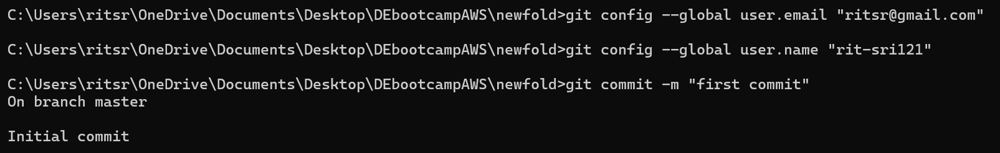 C:\Users\ritsr\OneDrive\Documents\Desktop\DEbootcampAWS\newfold>git config --global user.email "ritsr@gmail.com"
C:\Users\ritsr\OneDrive\Documents\Desktop\DEbootcampAWS\newfold>git config --global user.name "rit-sri121"
C:\Users\ritsr\OneDrive\Documents\Desktop\DEbootcampAWS\newfold>git commit -m "first commit"
On branch master
Initial commit